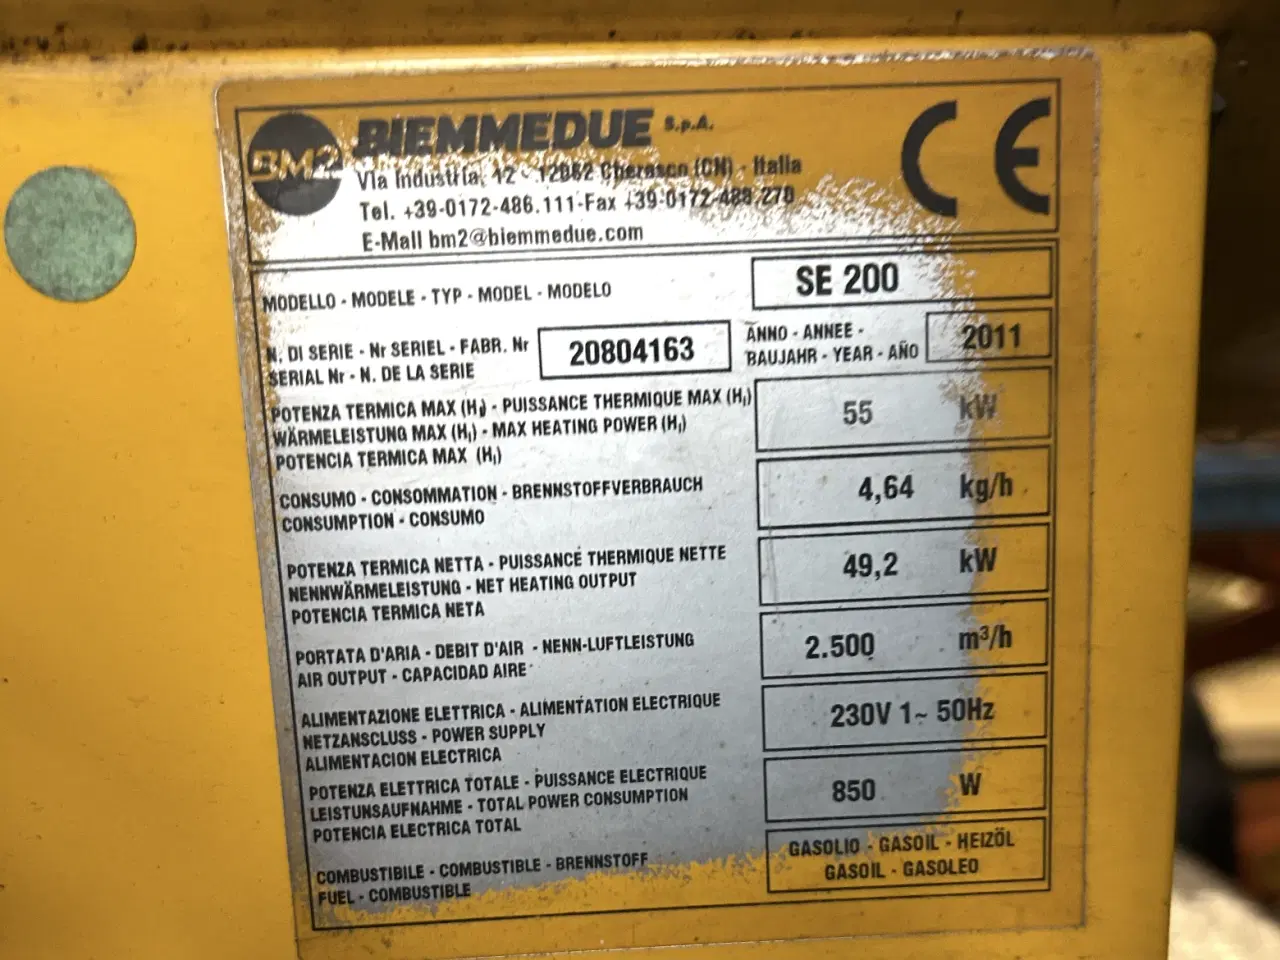 BM2
BIEMMEDUE S.p.A.
Via Industria, 12 - 12062 Cherasco (CN) - Italia
Tel. +39-0172-486.111-Fax +39-0172-488.270
E-Mail bm2@biemmedue.com
CE
MODELLO - MODELE - TYP - MODEL - MODELO
SE 200
N. DI SERIE - Nr SERIEL - FABR. Nr
SERIAL Nr - N. DE LA SERIE
20804163
ANNO - ANNEE -
BAUJAHR - YEAR - AÑO
2011
POTENZA TERMICA MAX (Hi) - PUISSANCE THERMIQUE MAX (Hi)
WÄRMELEISTUNG MAX (Hi) - MAX HEATING POWER (Hi)
POTENCIA TERMICA MAX (Hi)
55 kW
CONSUMO - CONSOMMATION - BRENNSTOFFVERBRAUCH
CONSUMPTION - CONSUMO
4,64 kg/h
POTENZA TERMICA NETTA - PUISSANCE THERMIQUE NETTE
NENNWÄRMELEISTUNG - NET HEATING OUTPUT
POTENCIA TERMICA NETA
49,2 kW
PORTATA D'ARIA - DEBIT D'AIR - NENN-LUFTLEISTUNG
AIR OUTPUT - CAPACIDAD AIRE
2.500 m³/h
ALIMENTAZIONE ELETTRICA - ALIMENTATION ELECTRIQUE
NETZANSCLUSS - POWER SUPPLY
ALIMENTACION ELECTRICA
230V 1~ 50Hz
POTENZA ELETTRICA TOTALE - PUISSANCE ELECTRIQUE
LEISTUNSAUFNAHME - TOTAL POWER CONSUMPTION
POTENCIA ELECTRICA TOTAL
850 W
COMBUSTIBILE - COMBUSTIBLE - BRENNSTOFF
FUEL - COMBUSTIBLE
GASOLIO - GASOIL - HEIZÖL
GASOIL - GASOLEO